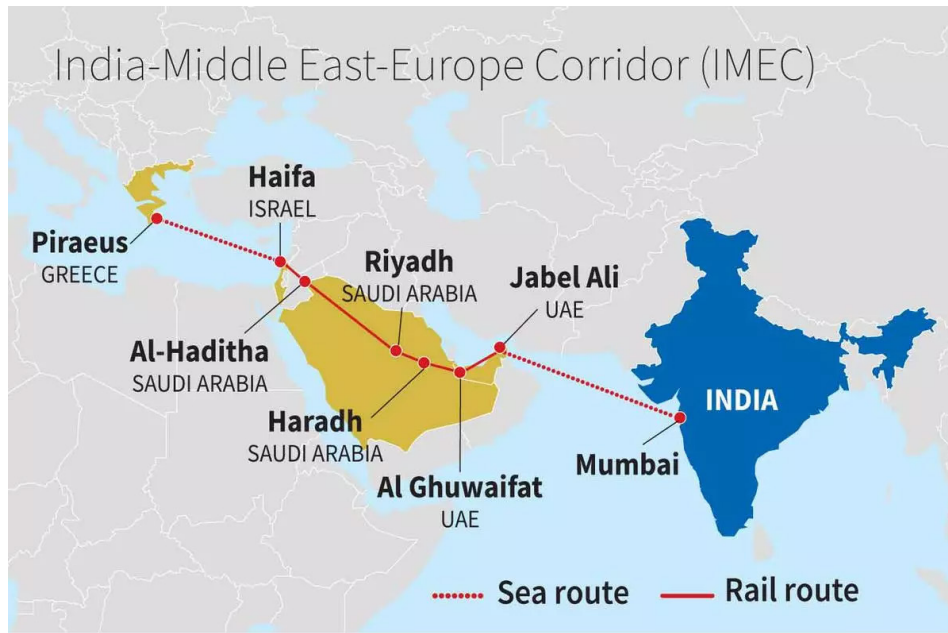 India-Middle East-Europe Corridor (IMEC)
Haifa
ISRAEL
Piraeus
GREECE
Riyadh
SAUDI ARABIA
Jabel Ali
UAE
Al-Haditha
SAUDI ARABIA
INDIA
Haradh
SAUDI ARABIA
Mumbai
Al Ghuwaifat
UAE
Sea route
Rail route